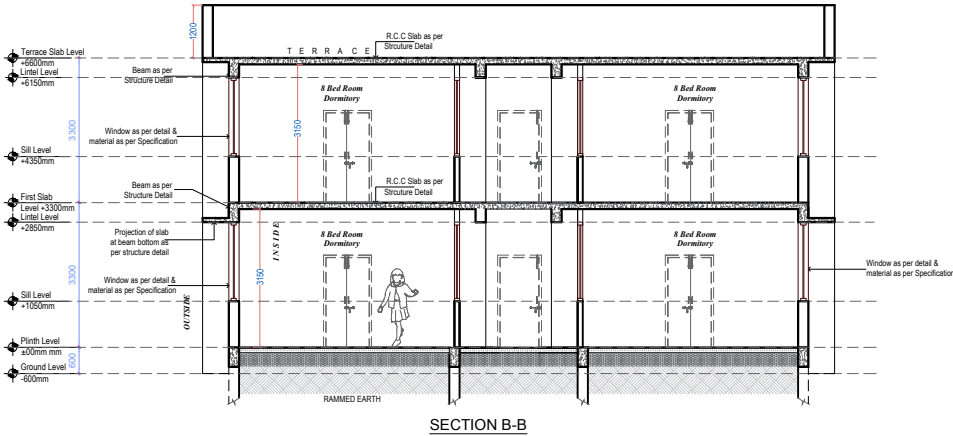 1200
R.C.C Slab as per
Strcuture Detail
T E R R A C E
Terrace Slab Level
+6600mm
Lintel Level
+6150mm
Beam as per
Structure Detail
8 Bed Room
Dormitory
8 Bed Room
Dormitory
3300
3150
Window as per detail &
material as per Specification
Sill Level
+4350mm
R.C.C Slab as per
Strcuture Detail
Beam as per
Structure Detail
First Slab
Level +3300mm
Lintel Level
+2850mm
Projection of slab
at beam bottom as
per structure detail
INSIDE
8 Bed Room
Dormitory
8 Bed Room
Dormitory
3300
3150
Window as per detail &
material as per Specification
Window as per detail &
material as per Specification
Sill Level
+1050mm
OUTSIDE
Plinth Level
±00mm mm
600
Ground Level
-600mm
RAMMED EARTH
SECTION B-B